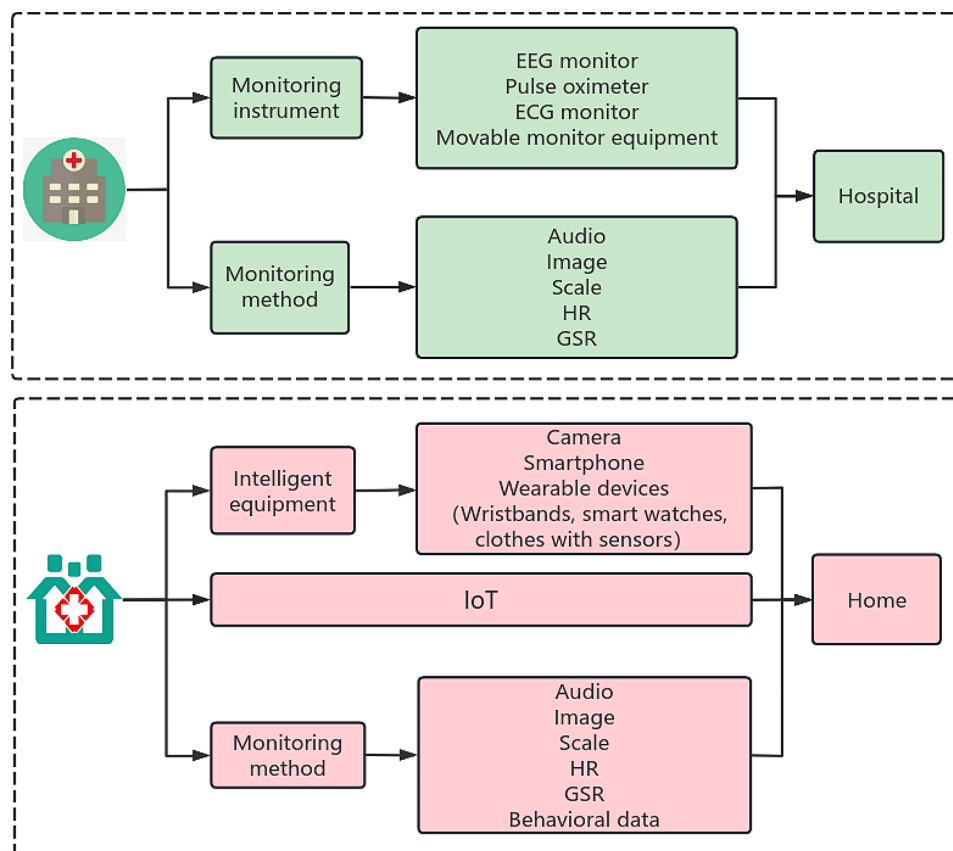 Monitoring
instrument
EEG monitor
Pulse oximeter
ECG monitor
Movable monitor equipment
Monitoring
method
Audio
Image
Scale
HR
GSR
Hospital
Intelligent
equipment
Camera
Smartphone
Wearable devices
(Wristbands, smart watches,
clothes with sensors)
IoT
Monitoring
method
Audio
Image
Scale
HR
GSR
Behavioral data
Home